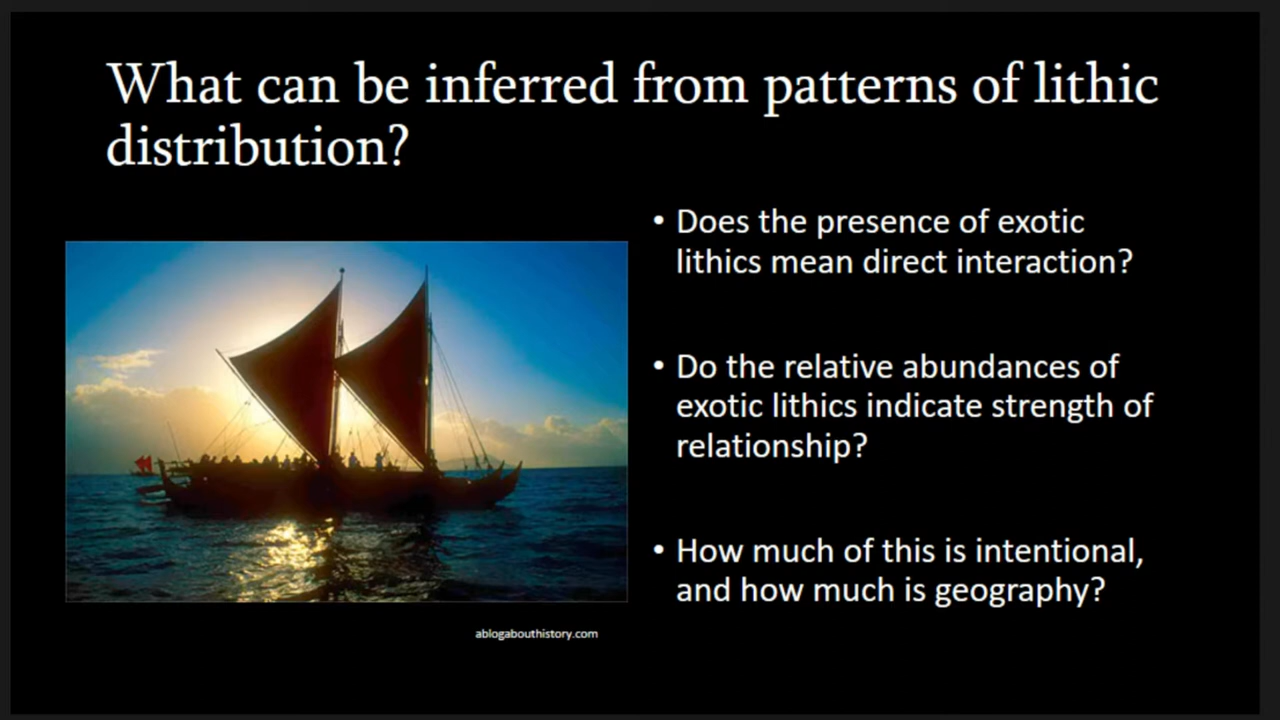 What can be inferred from patterns of lithic
distribution?
• Does the presence of exotic
lithics mean direct interaction?
• Do the relative abundances of
exotic lithics indicate strength of
relationship?
• How much of this is intentional,
and how much is geography?
ablogabouthistory.com